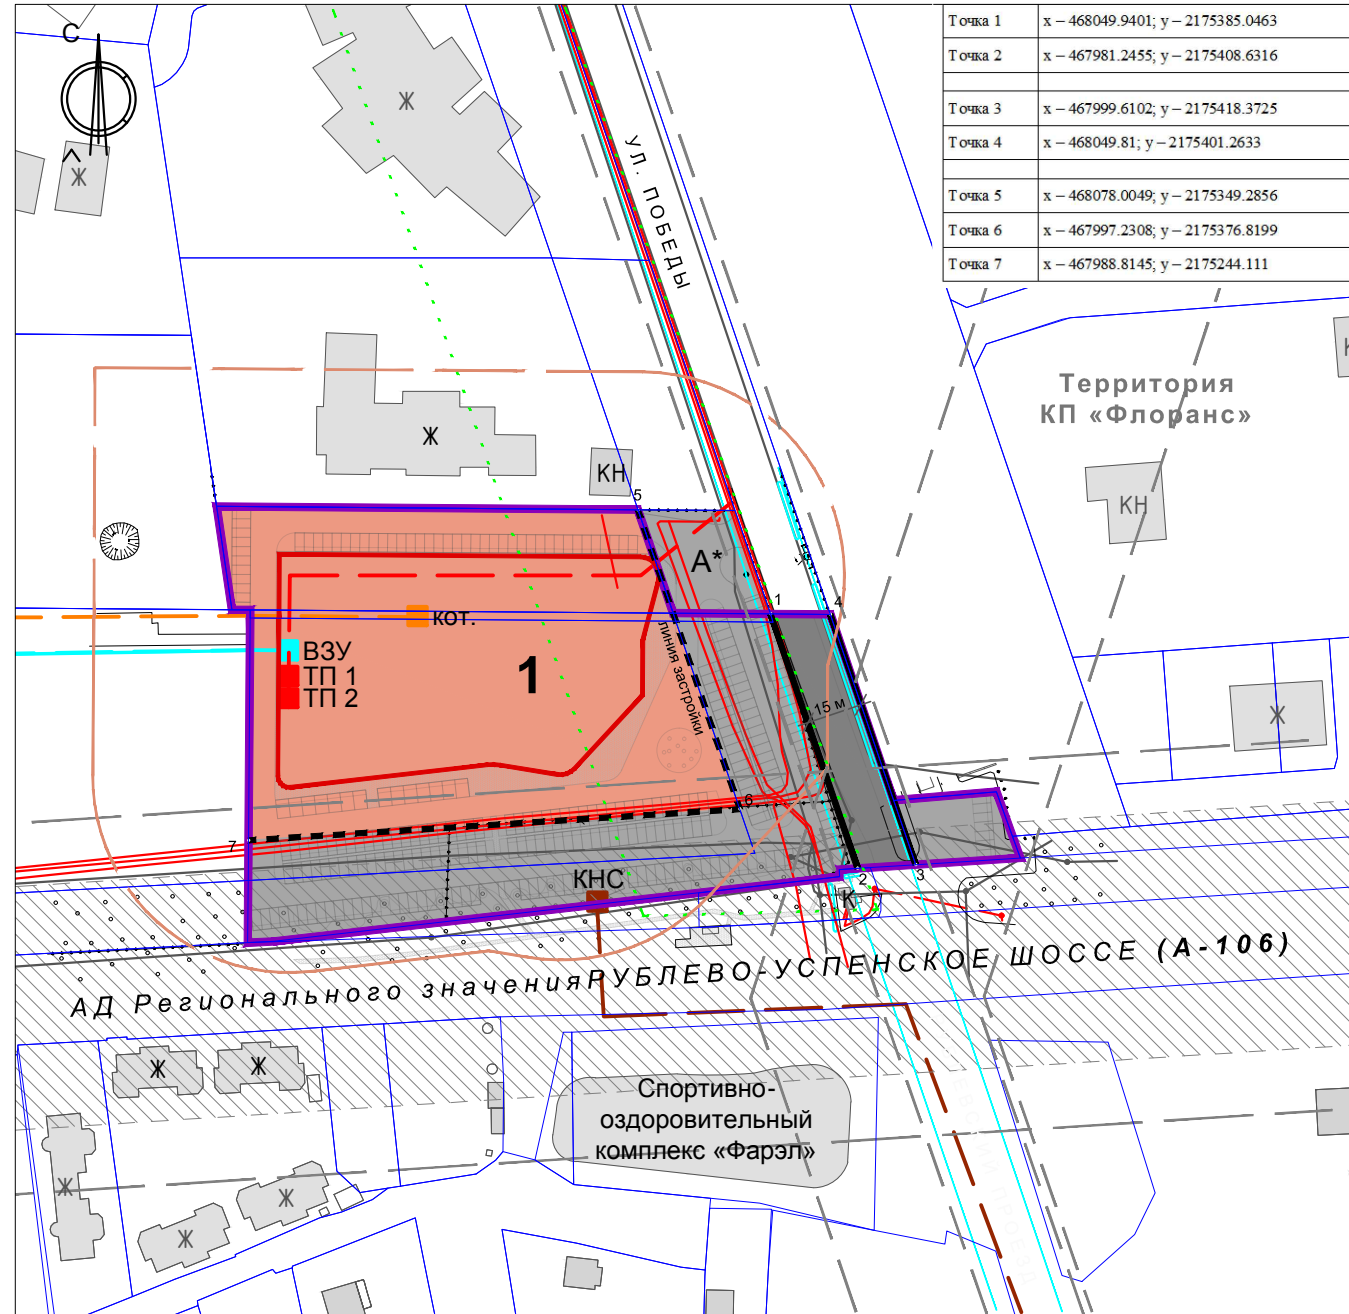 Точка 1 x – 468049.9401; y – 2175385.0463
Точка 2 x – 467981.2455; y – 2175408.6316
Точка 3 x – 467999.6102; y – 2175418.3725
Точка 4 x – 468049.81; y – 2175401.2633
Точка 5 x – 468078.0049; y – 2175349.2856
Точка 6 x – 467997.2308; y – 2175376.8199
Точка 7 x – 467988.8145; y – 2175244.111
С
Ж
Ж
УЛ. ПОБЕДЫ
Территория
КП «Флоранс»
Ж
КН
КН
5
А*
1
4
кот.
ВЗУ
ТП 1
ТП 2
1
линия застройки
15 м
Ж
6
7
КНС
2
3
К
АД Регионального значения РУБЛЕВО-УСПЕНСКОЕ ШОССЕ (А-106)
Ж
Ж
Спортивно-
оздоровительный
комплекс «Фарэл»
Ж
Ж
Ж